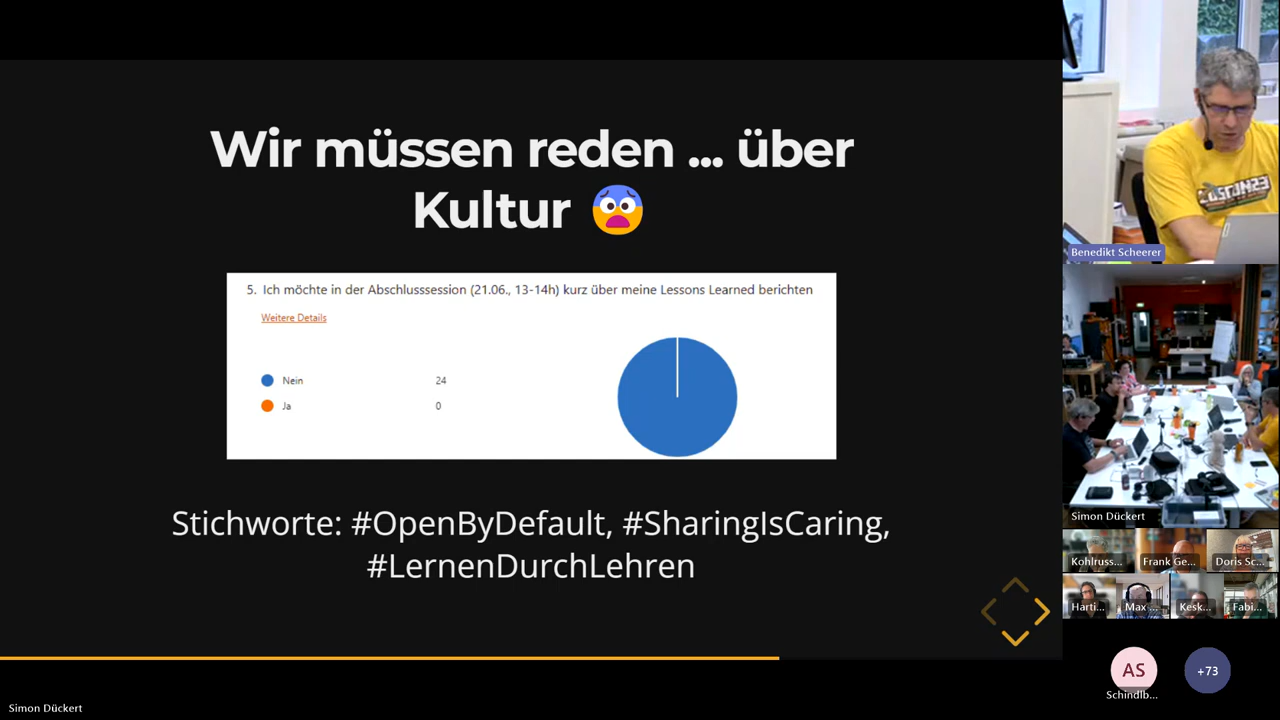 Wir müssen reden ... über
Kultur 😨
5. Ich möchte in der Abschlusssession (21.06., 13-14h) kurz über meine Lessons Learned berichten
Weitere Details
Nein 24
Ja 0
Stichworte: #OpenByDefault, #SharingIsCaring,
#LernenDurchLehren
Simon Dückert
Benedikt Scheerer
Simon Dückert
Kohlruss...
Frank Ge...
Doris Sc...
Harti...
Max ...
Kesk...
Fabi...
AS
Schindlb...
+73